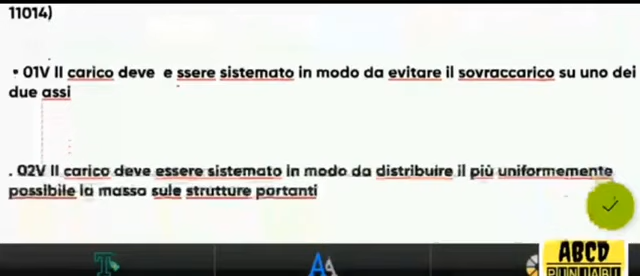 11014)
• 01V Il carico deve e ssere sistemato in modo da evitare il sovraccarico su uno dei
due assi
. 02V Il carico deve essere sistemato in modo da distribuire il più uniformemente
possibile la massa sule strutture portanti
ABCD
PUNJABI